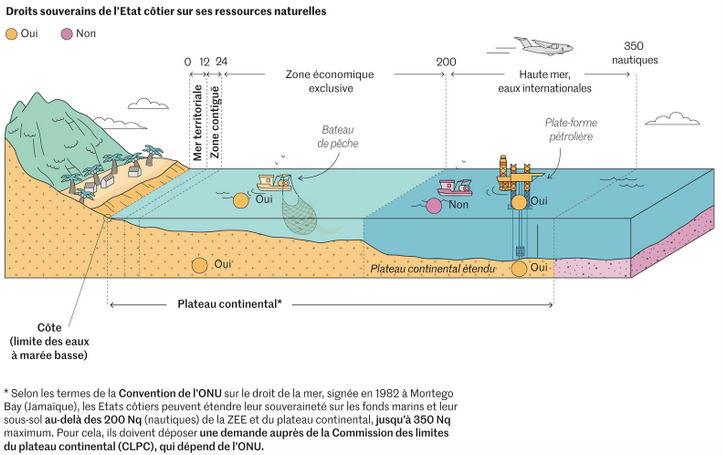 Droits souverains de l'Etat côtier sur ses ressources naturelles
Oui
Non
0 12 24
200
350
nautiques
Mer territoriale
Zone contiguë
Zone économique
exclusive
Haute mer,
eaux internationales
Bateau
de pêche
Plate-forme
pétrolière
Oui
Non
Oui
Oui
Plateau continental étendu
Oui
Plateau continental*
Côte
(limite des eaux
à marée basse)
* Selon les termes de la Convention de l'ONU sur le droit de la mer, signée en 1982 à Montego
Bay (Jamaïque), les Etats côtiers peuvent étendre leur souveraineté sur les fonds marins et leur
sous-sol au-delà des 200 Nq (nautiques) de la ZEE et du plateau continental, jusqu'à 350 Nq
maximum. Pour cela, ils doivent déposer une demande auprès de la Commission des limites
du plateau continental (CLPC), qui dépend de l'ONU.